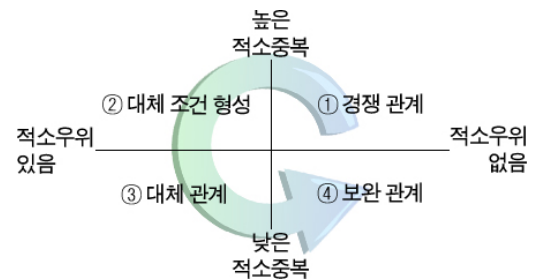 높은
적소중복
② 대체 조건 형성
① 경쟁 관계
적소우위
있음
적소우위
없음
③ 대체 관계
④ 보완 관계
낮은
적소중복